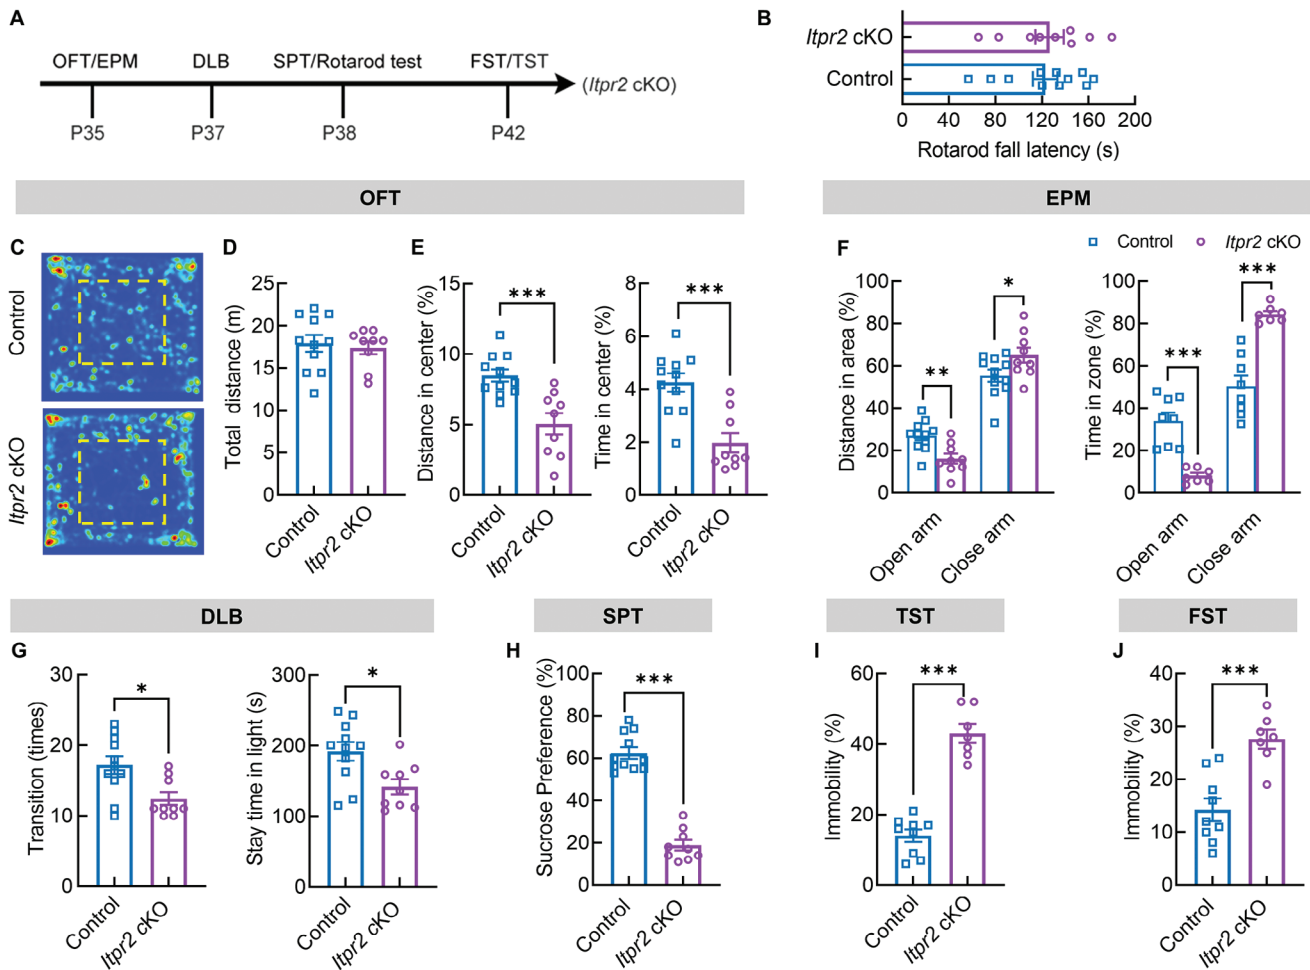 A
OFT/EPM DLB SPT/Rotarod test FST/TST
(Itpr2 cKO)
P35 P37 P38 P42
B
Itpr2 cKO
Control
0 40 80 120 160 200
Rotarod fall latency (s)
OFT
C
Control
Itpr2 cKO
D
Total distance (m)
25
20
15
10
5
0
Control
Itpr2 cKO
E
Distance in center (%)
15
10
5
0
***
Control
Itpr2 cKO
Time in center (%)
8
6
4
2
0
***
Control
Itpr2 cKO
EPM
F
Control Itpr2 cKO
Distance in area (%)
100
80
60
40
20
0
**
*
Open arm
Close arm
Time in zone (%)
100
80
60
40
20
0
***
***
Open arm
Close arm
DLB
G
Transition (times)
30
20
10
0
*
Control
Itpr2 cKO
Stay time in light (s)
300
200
100
0
*
Control
Itpr2 cKO
SPT
H
Sucrose Preference (%)
100
80
60
40
20
0
***
Control
Itpr2 cKO
TST
I
Immobility (%)
60
40
20
0
***
Control
Itpr2 cKO
FST
J
Immobility (%)
40
30
20
10
0
***
Control
Itpr2 cKO